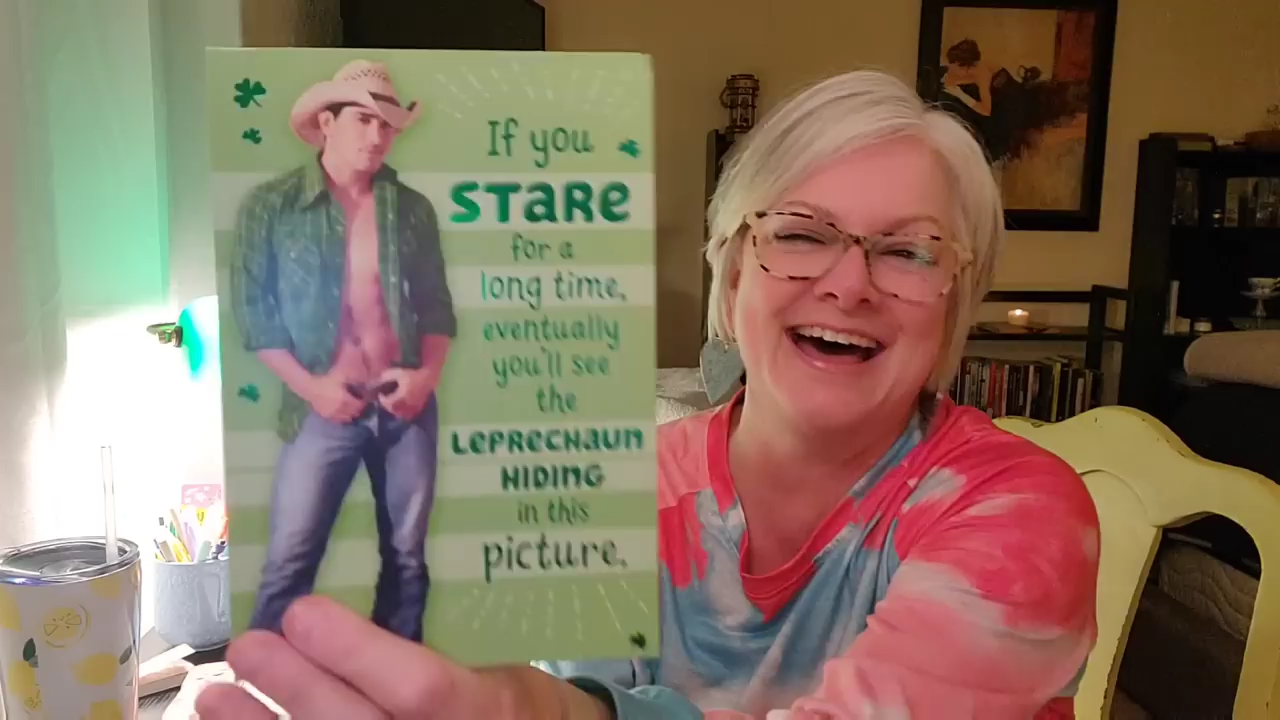 If you
STARE
for a
long time,
eventually
you'll see
the
LEPRECHAUN
HIDING
in this
picture.